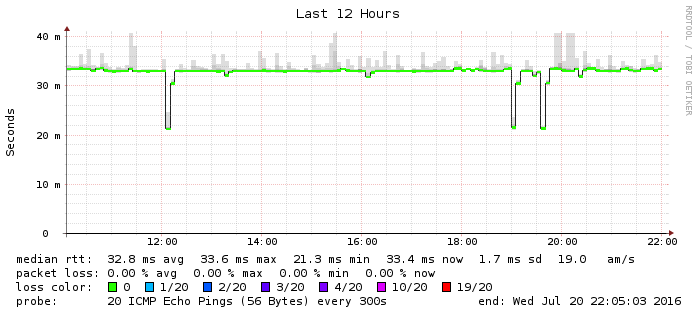 Last 12 Hours
RRDTOOL / TOBI OETIKER
Seconds
40 m
30 m
20 m
10 m
0
12:00 14:00 16:00 18:00 20:00 22:00
median rtt: 32.8 ms avg 33.6 ms max 21.3 ms min 33.4 ms now 1.7 ms sd 19.0 am/s
packet loss: 0.00 % avg 0.00 % max 0.00 % min 0.00 % now
loss color: 0 1/20 2/20 3/20 4/20 10/20 19/20
probe: 20 ICMP Echo Pings (56 Bytes) every 300s end: Wed Jul 20 22:05:03 2016